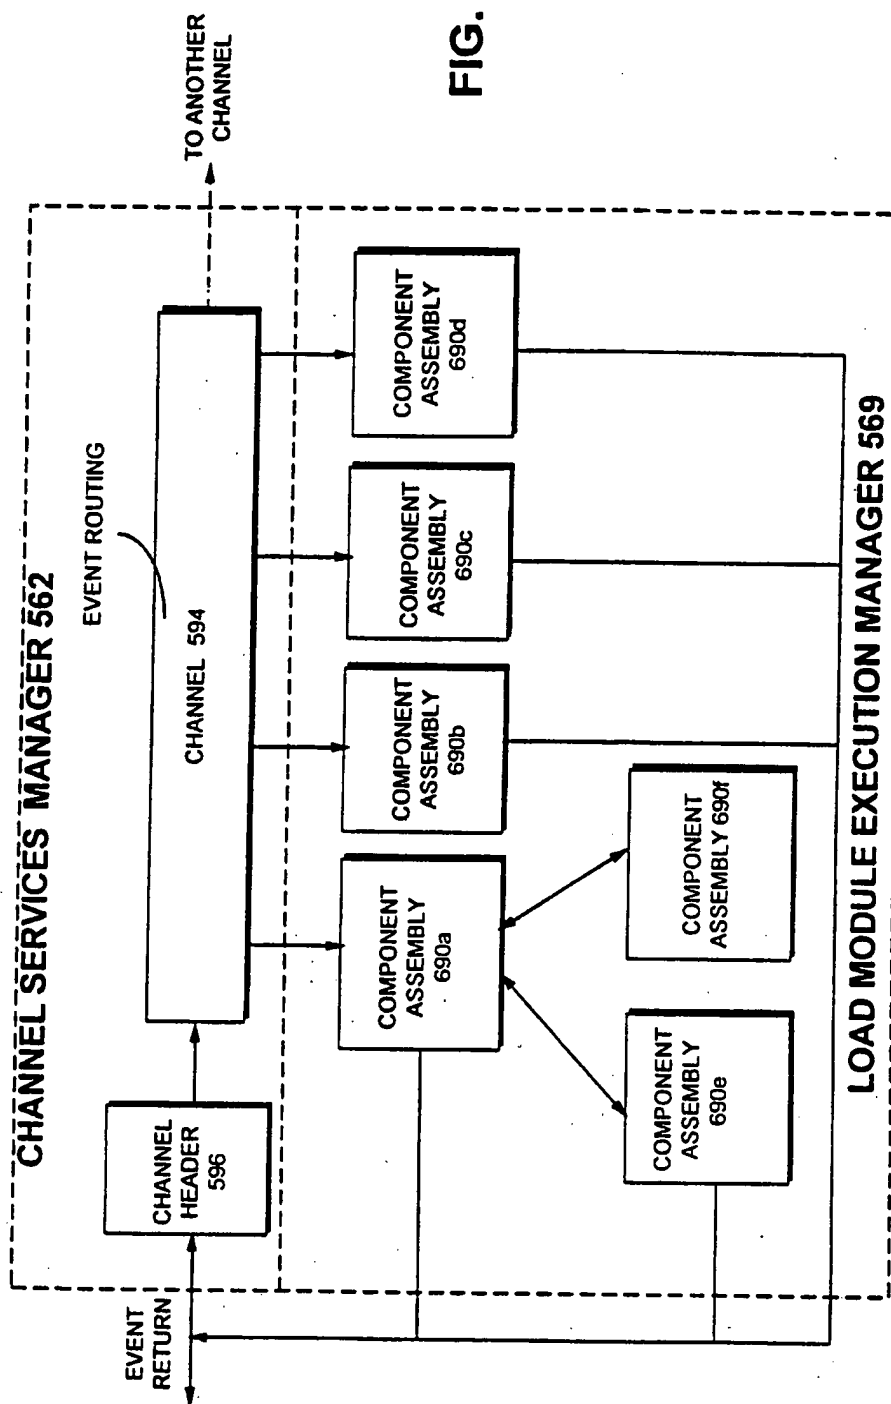 CHANNEL SERVICES MANAGER 562
EVENT
RETURN
CHANNEL
HEADER
596
EVENT ROUTING
CHANNEL 594
TO ANOTHER
CHANNEL
COMPONENT
ASSEMBLY
690a
COMPONENT
ASSEMBLY
690b
COMPONENT
ASSEMBLY
690c
COMPONENT
ASSEMBLY
690d
COMPONENT
ASSEMBLY
690e
COMPONENT
ASSEMBLY 690f
LOAD MODULE EXECUTION MANAGER 569
FIG.